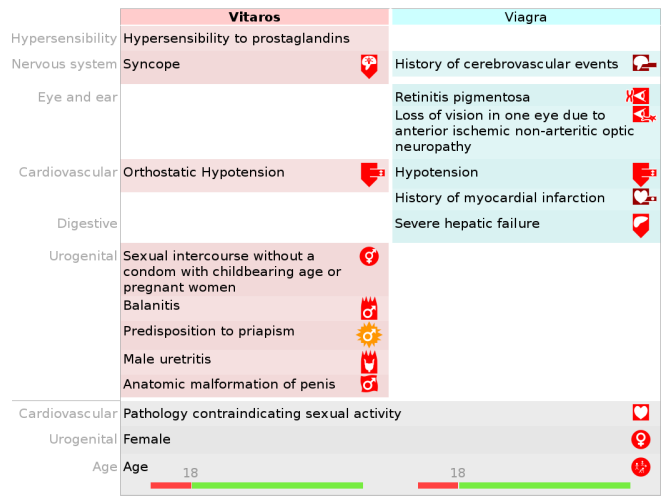 Vitaros Viagra
Hypersensibility Hypersensibility to prostaglandins
Nervous system Syncope History of cerebrovascular events
Eye and ear Retinitis pigmentosa
Loss of vision in one eye due to
anterior ischemic non-arteritic optic
neuropathy
Cardiovascular Orthostatic Hypotension Hypotension
History of myocardial infarction
Digestive Severe hepatic failure
Urogenital Sexual intercourse without a
condom with childbearing age or
pregnant women
Balanitis
Predisposition to priapism
Male uretritis
Anatomic malformation of penis
Cardiovascular Pathology contraindicating sexual activity
Urogenital Female
Age Age
18 18